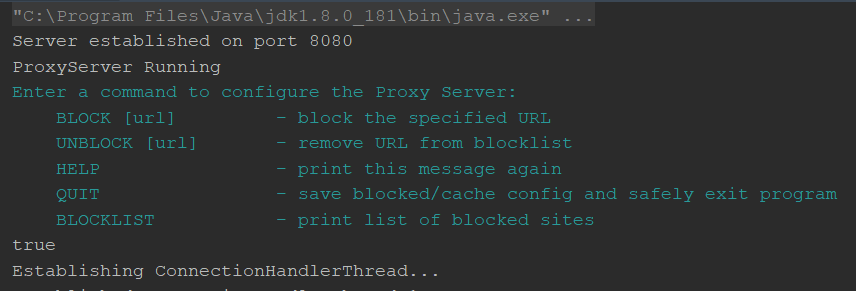 "C:\Program Files\Java\jdk1.8.0_181\bin\java.exe" ...
Server established on port 8080
ProxyServer Running
Enter a command to configure the Proxy Server:
    BLOCK [url]         - block the specified URL
    UNBLOCK [url]       - remove URL from blocklist
    HELP                - print this message again
    QUIT                - save blocked/cache config and safely exit program
    BLOCKLIST           - print list of blocked sites
true
Establishing ConnectionHandlerThread...